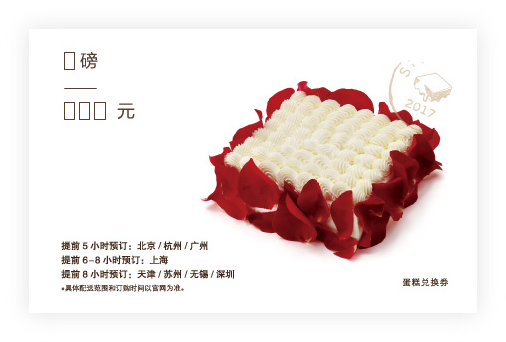 □磅
□□□ 元
2017
提前 5 小时预订：北京 / 杭州 / 广州
提前 6-8 小时预订：上海
提前 8 小时预订：天津 / 苏州 / 无锡 / 深圳
*具体配送范围和订购时间以官网为准。
蛋糕兑换券